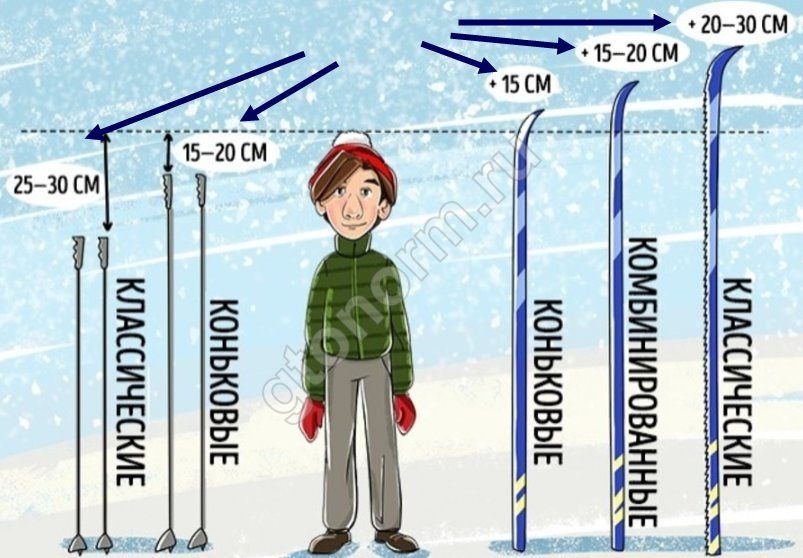 + 20–30 СМ
+ 15–20 СМ
+ 15 СМ
15–20 СМ
25–30 СМ
КЛАССИЧЕСКИЕ
КОНЬКОВЫЕ
КОНЬКОВЫЕ
КОМБИНИРОВАННЫЕ
КЛАССИЧЕСКИЕ
gtonorm.ru